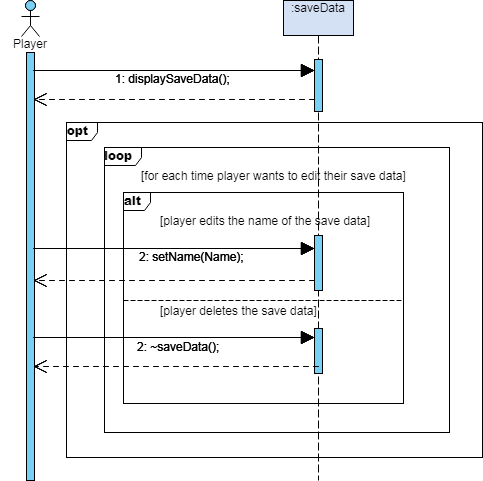 :saveData
Player
1: displaySaveData();
opt
loop
[for each time player wants to edit their save data]
alt
[player edits the name of the save data]
2: setName(Name);
[player deletes the save data]
2: ~saveData();